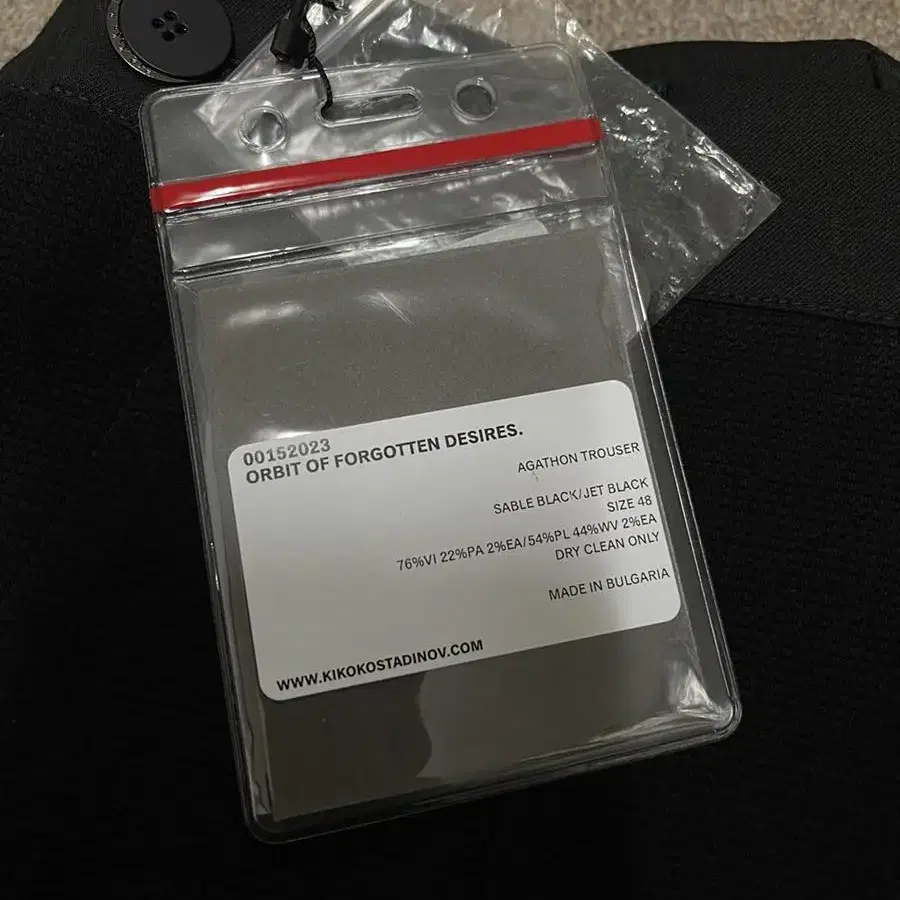 00152023
ORBIT OF FORGOTTEN DESIRES.
AGATHON TROUSER
SABLE BLACK/JET BLACK
SIZE 48
76%VI 22%PA 2%EA/54%PL 44%WV 2%EA
DRY CLEAN ONLY
MADE IN BULGARIA
WWW.KIKOKOSTADINOV.COM